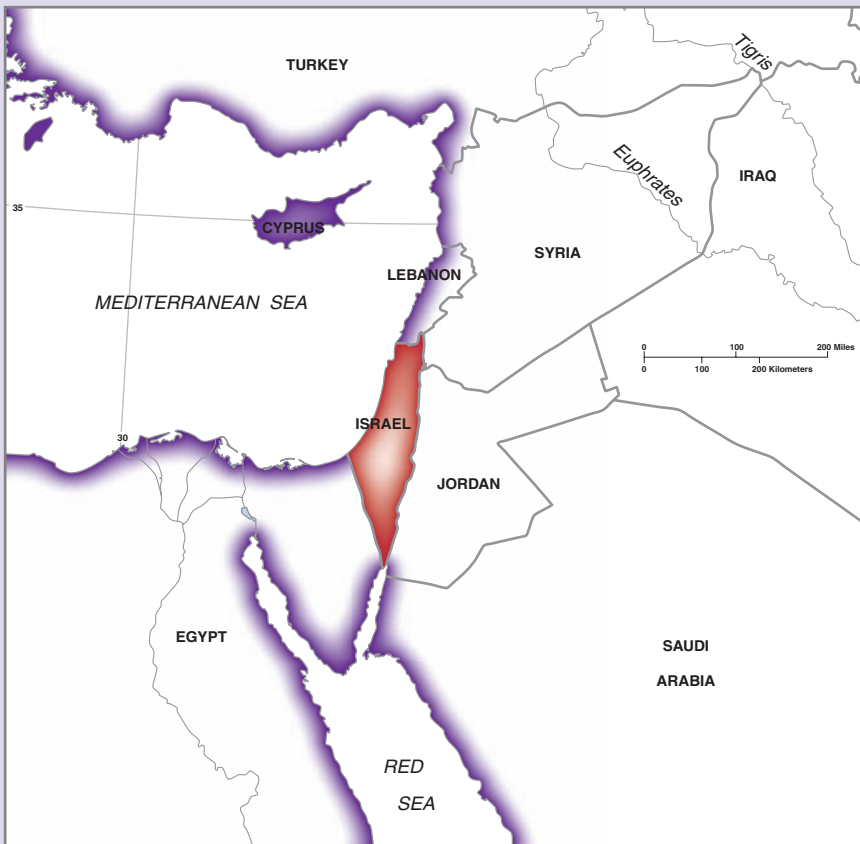 TURKEY
Tigris
Euphrates
IRAQ
35
CYPRUS
SYRIA
LEBANON
MEDITERRANEAN SEA
0 100 200 Miles
0 100 200 Kilometers
ISRAEL
30
JORDAN
EGYPT
SAUDI
ARABIA
RED
SEA